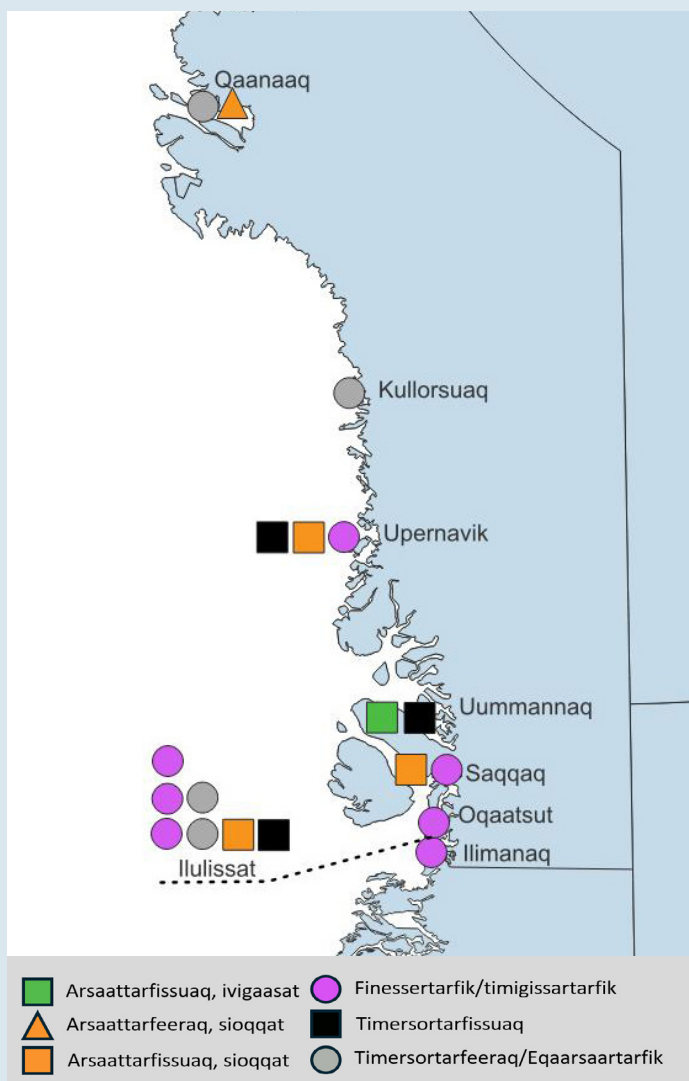 Qaanaaq
Kullorsuaq
Upernavik
Uummannaq
Saqqaq
Oqaatsut
Ilimanaq
Ilulissat
Arsaattarfissuaq, ivigaasat
Finessertarfik/timigissartarfik
Arsaattarfeeraq, sioqqat
Timersortarfissuaq
Arsaattarfissuaq, sioqqat
Timersortarfeeraq/Eqaarsaartarfik